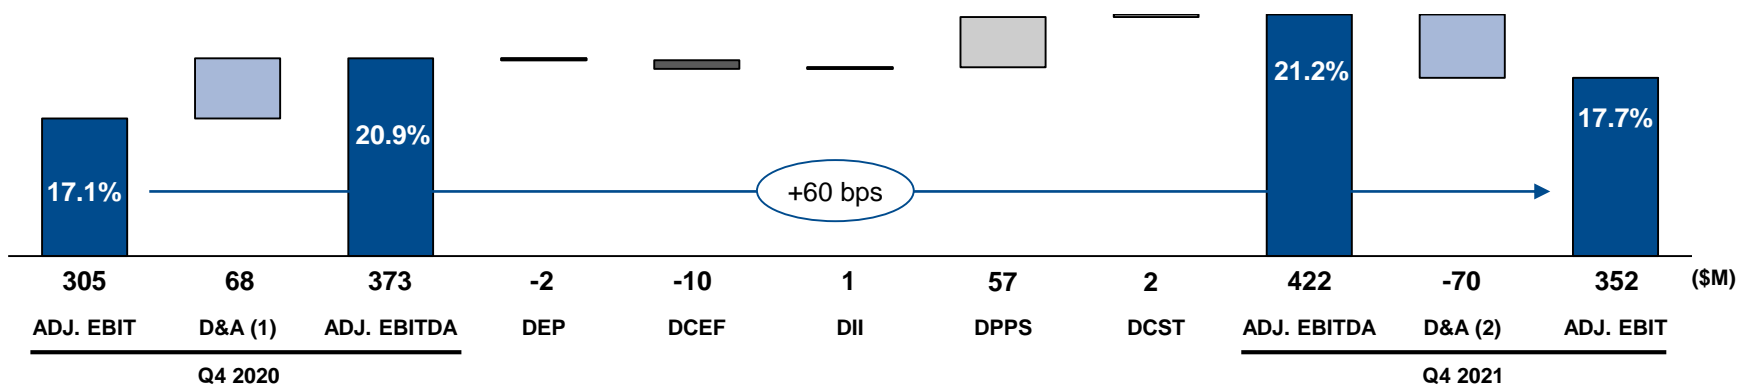 21.2%
17.7%
20.9%
17.1%
+60 bps
305 68 373 -2 -10 1 57 2 422 -70 352 ($M)
ADJ. EBIT D&A (1) ADJ. EBITDA DEP DCEF DII DPPS DCST ADJ. EBITDA D&A (2) ADJ. EBIT
Q4 2020 Q4 2021